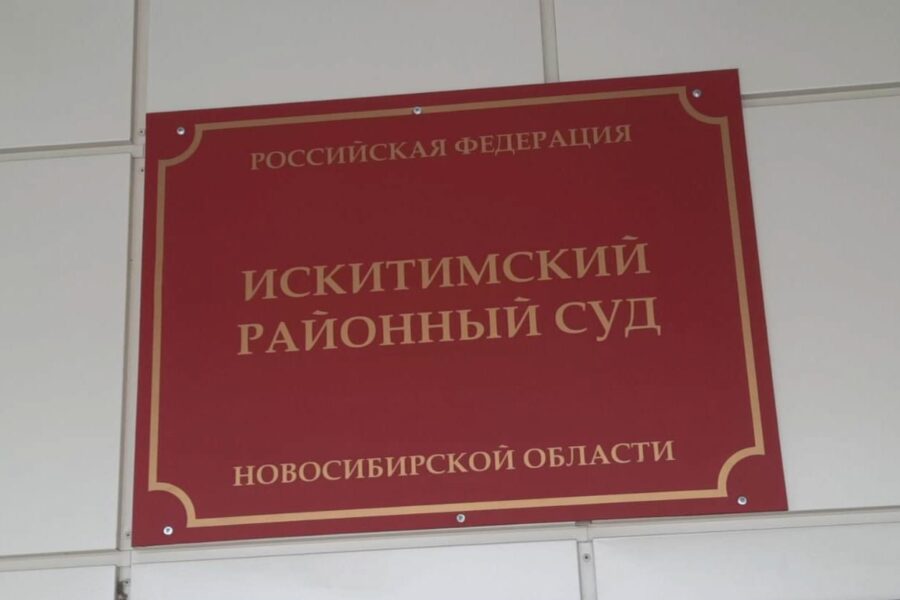 РОССИЙСКАЯ ФЕДЕРАЦИЯ
ИСКИТИМСКИЙ
РАЙОННЫЙ СУД
НОВОСИБИРСКОЙ ОБЛАСТИ